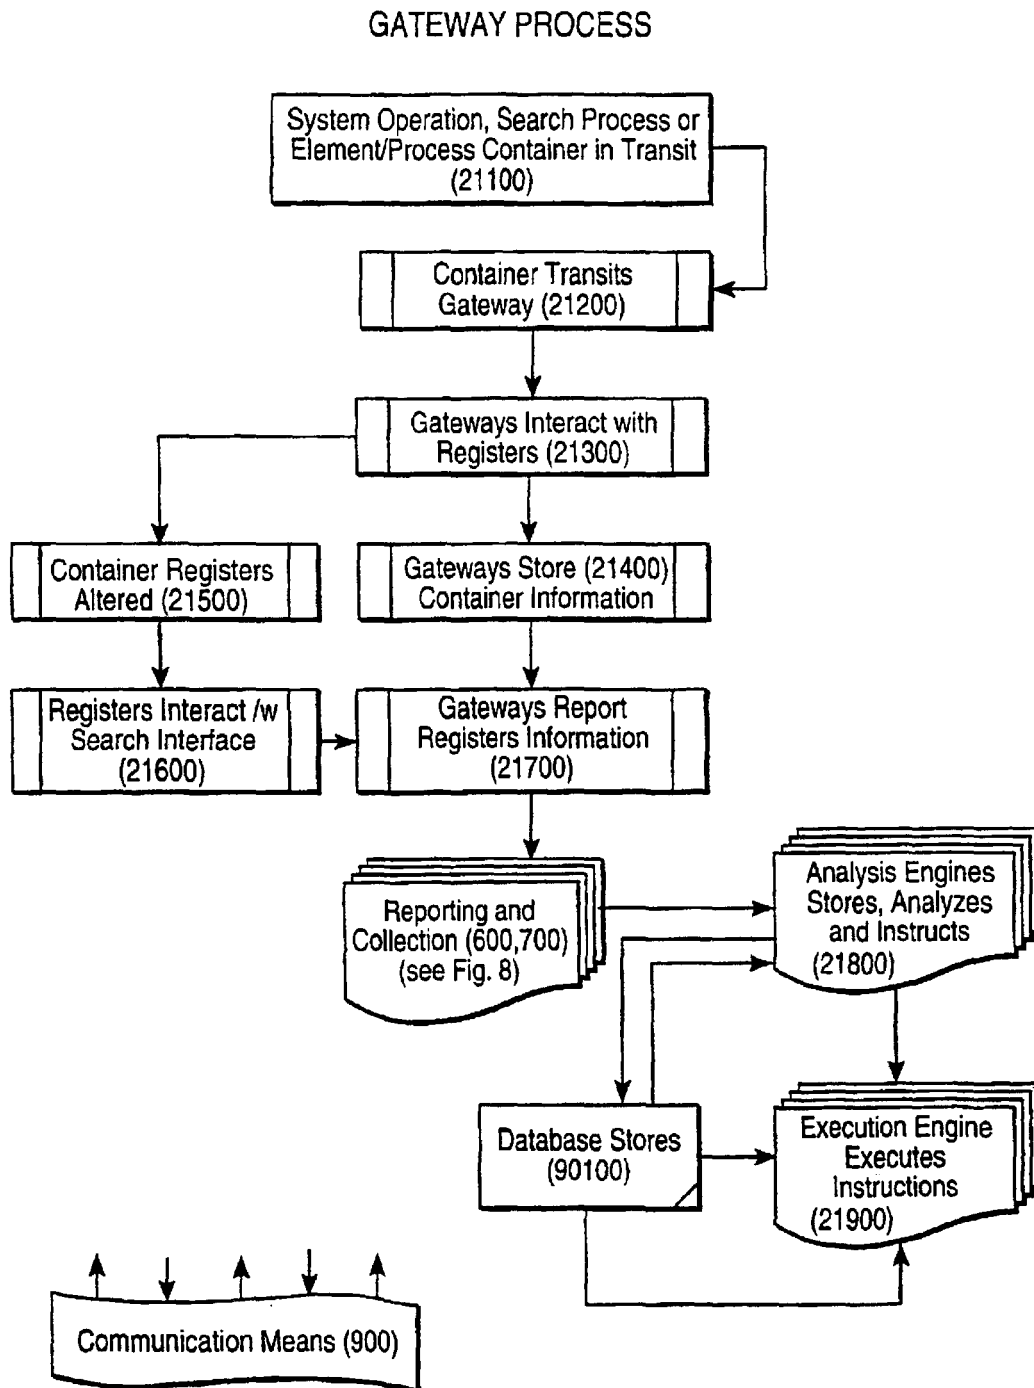 GATEWAY PROCESS
System Operation, Search Process or
Element/Process Container in Transit
(21100)
Container Transits
Gateway (21200)
Gateways Interact with
Registers (21300)
Container Registers
Altered (21500)
Gateways Store (21400)
Container Information
Registers Interact /w
Search Interface
(21600)
Gateways Report
Registers Information
(21700)
Reporting and
Collection (600,700)
(see Fig. 8)
Analysis Engines
Stores, Analyzes
and Instructs
(21800)
Database Stores
(90100)
Execution Engine
Executes
Instructions
(21900)
Communication Means (900)